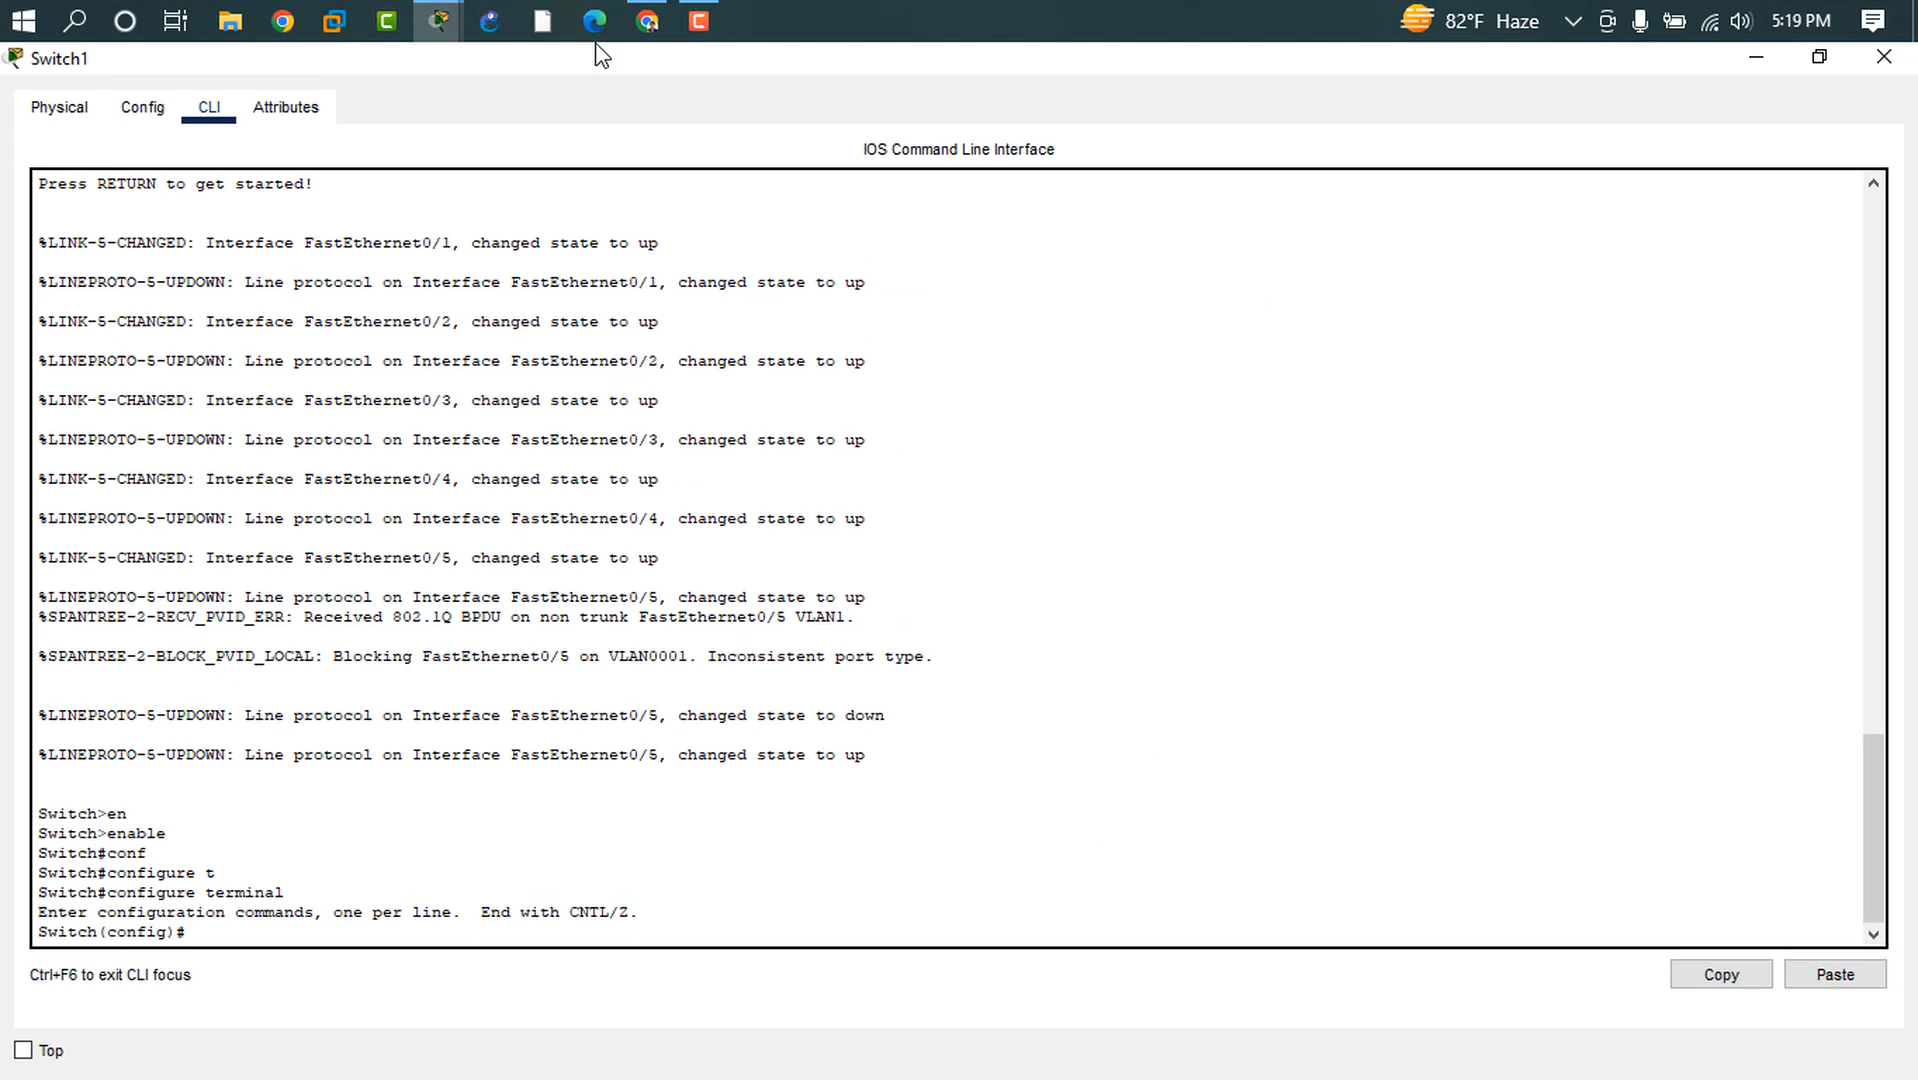 82°F Haze
5:19 PM
Switch1
Physical Config CLI Attributes
IOS Command Line Interface
Press RETURN to get started!
%LINK-5-CHANGED: Interface FastEthernet0/1, changed state to up
%LINEPROTO-5-UPDOWN: Line protocol on Interface FastEthernet0/1, changed state to up
%LINK-5-CHANGED: Interface FastEthernet0/2, changed state to up
%LINEPROTO-5-UPDOWN: Line protocol on Interface FastEthernet0/2, changed state to up
%LINK-5-CHANGED: Interface FastEthernet0/3, changed state to up
%LINEPROTO-5-UPDOWN: Line protocol on Interface FastEthernet0/3, changed state to up
%LINK-5-CHANGED: Interface FastEthernet0/4, changed state to up
%LINEPROTO-5-UPDOWN: Line protocol on Interface FastEthernet0/4, changed state to up
%LINK-5-CHANGED: Interface FastEthernet0/5, changed state to up
%LINEPROTO-5-UPDOWN: Line protocol on Interface FastEthernet0/5, changed state to up
%SPANTREE-2-RECV_PVID_ERR: Received 802.1Q BPDU on non trunk FastEthernet0/5 VLAN1.
%SPANTREE-2-BLOCK_PVID_LOCAL: Blocking FastEthernet0/5 on VLAN0001. Inconsistent port type.
%LINEPROTO-5-UPDOWN: Line protocol on Interface FastEthernet0/5, changed state to down
%LINEPROTO-5-UPDOWN: Line protocol on Interface FastEthernet0/5, changed state to up
Switch>en
Switch>enable
Switch#conf
Switch#configure t
Switch#configure terminal
Enter configuration commands, one per line. End with CNTL/Z.
Switch(config)#
Ctrl+F6 to exit CLI focus
Copy Paste
Top